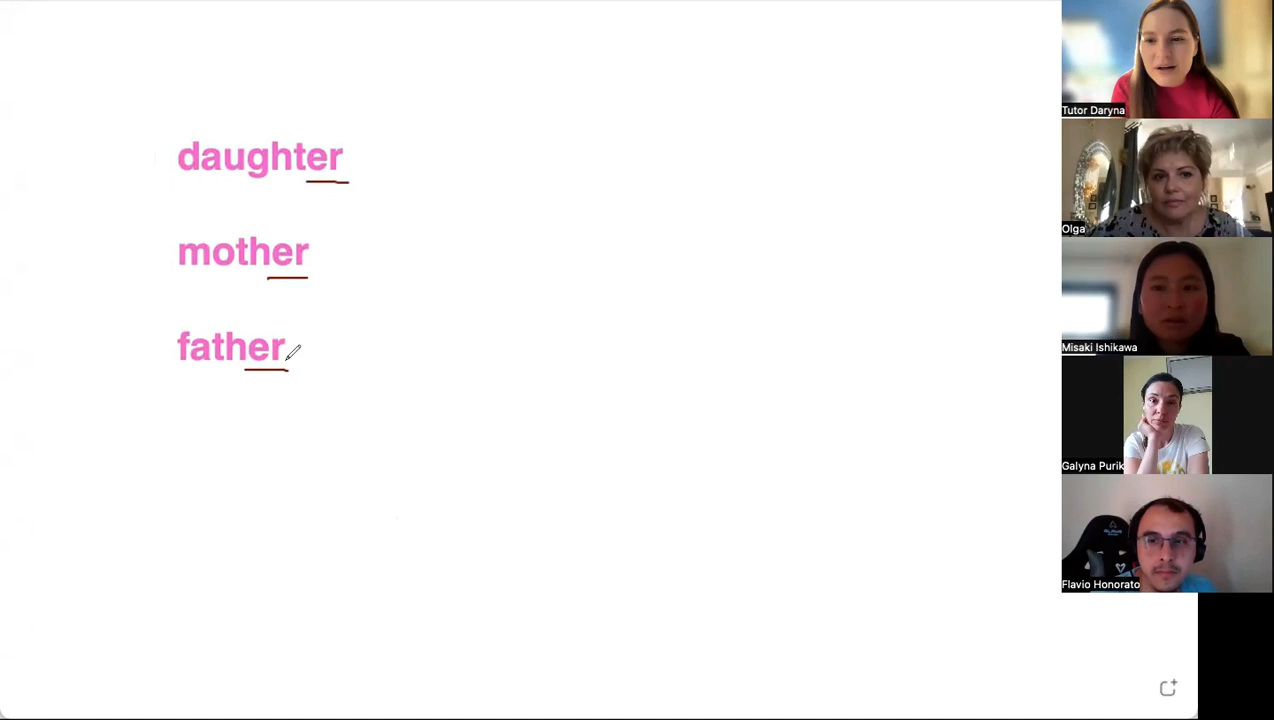 daughter
mother
father
Tutor Daryna
Olga
Misaki Ishikawa
Galyna Purik
Flavio Honorato